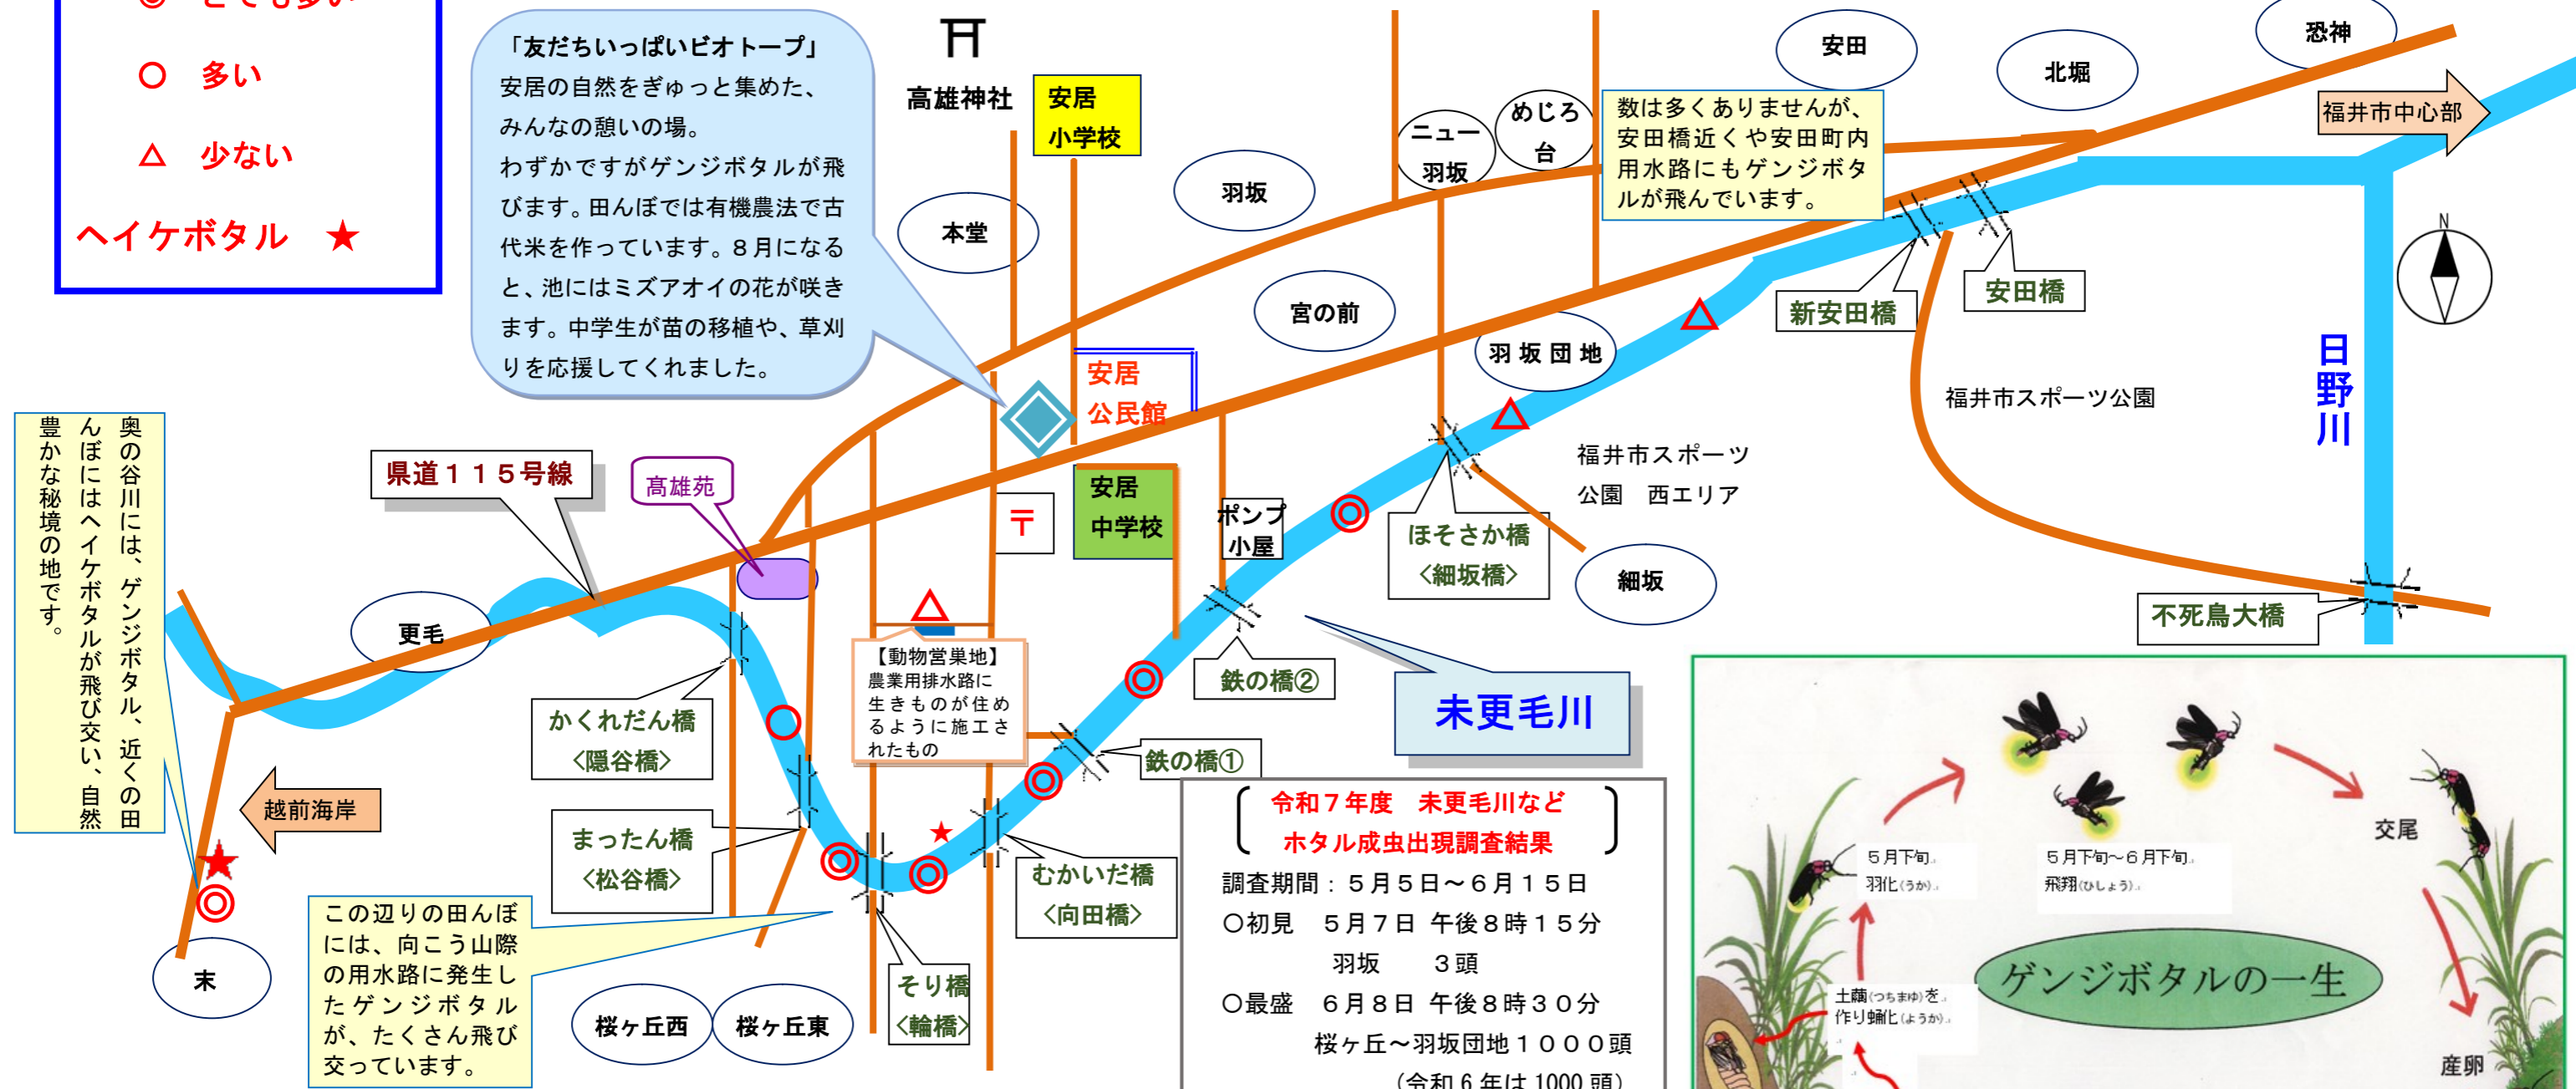 ◎ とても多い
○ 多い
△ 少ない
ヘイケボタル ★
「友だちいっぱいビオトープ」
安居の自然をぎゅっと集めた、
みんなの憩いの場。
わずかですがゲンジボタルが飛
びます。田んぼでは有機農法で古
代米を作っています。８月になる
と、池にはミズアオイの花が咲き
ます。中学生が苗の移植や、草刈
りを応援してくれました。
高雄神社
安居
小学校
本堂
羽坂
ニュー
羽坂
めじろ
台
数は多くありませんが、
安田橋近くや安田町内
用水路にもゲンジボタ
ルが飛んでいます。
安田
北堀
恐神
福井市中心部
N
宮の前
羽坂団地
新安田橋
安田橋
福井市スポーツ公園
日野川
安居
公民館
県道１１５号線
髙雄苑
〒
安居
中学校
ポンプ
小屋
ほそさか橋
<細坂橋>
福井市スポーツ
公園　西エリア
細坂
不死鳥大橋
奥の谷川には、ゲンジボタル、近くの田
んぼにはヘイケボタルが飛び交い、自然
豊かな秘境の地です。
更毛
越前海岸
末
かくれだん橋
<隠谷橋>
まったん橋
<松谷橋>
【動物営巣地】
農業用排水路に
生きものが住め
るように施工さ
れたもの
鉄の橋②
鉄の橋①
未更毛川
むかいだ橋
<向田橋>
そり橋
<輪橋>
この辺りの田んぼ
には、向こう山際
の用水路に発生し
たゲンジボタル
が、たくさん飛び
交っています。
桜ヶ丘西
桜ヶ丘東
令和７年度　未更毛川など
ホタル成虫出現調査結果
調査期間：５月５日～６月１５日
○初見　５月７日 午後８時１５分
羽坂　　３頭
○最盛　６月８日 午後８時３０分
桜ヶ丘～羽坂団地１０００頭
（令和６年は1000頭）
５月下旬
羽化(うか)
５月下旬～６月下旬
飛翔(ひしょう)
交尾
ゲンジボタルの一生
土繭(つちまゆ)を
作り蛹化(ようか)
産卵